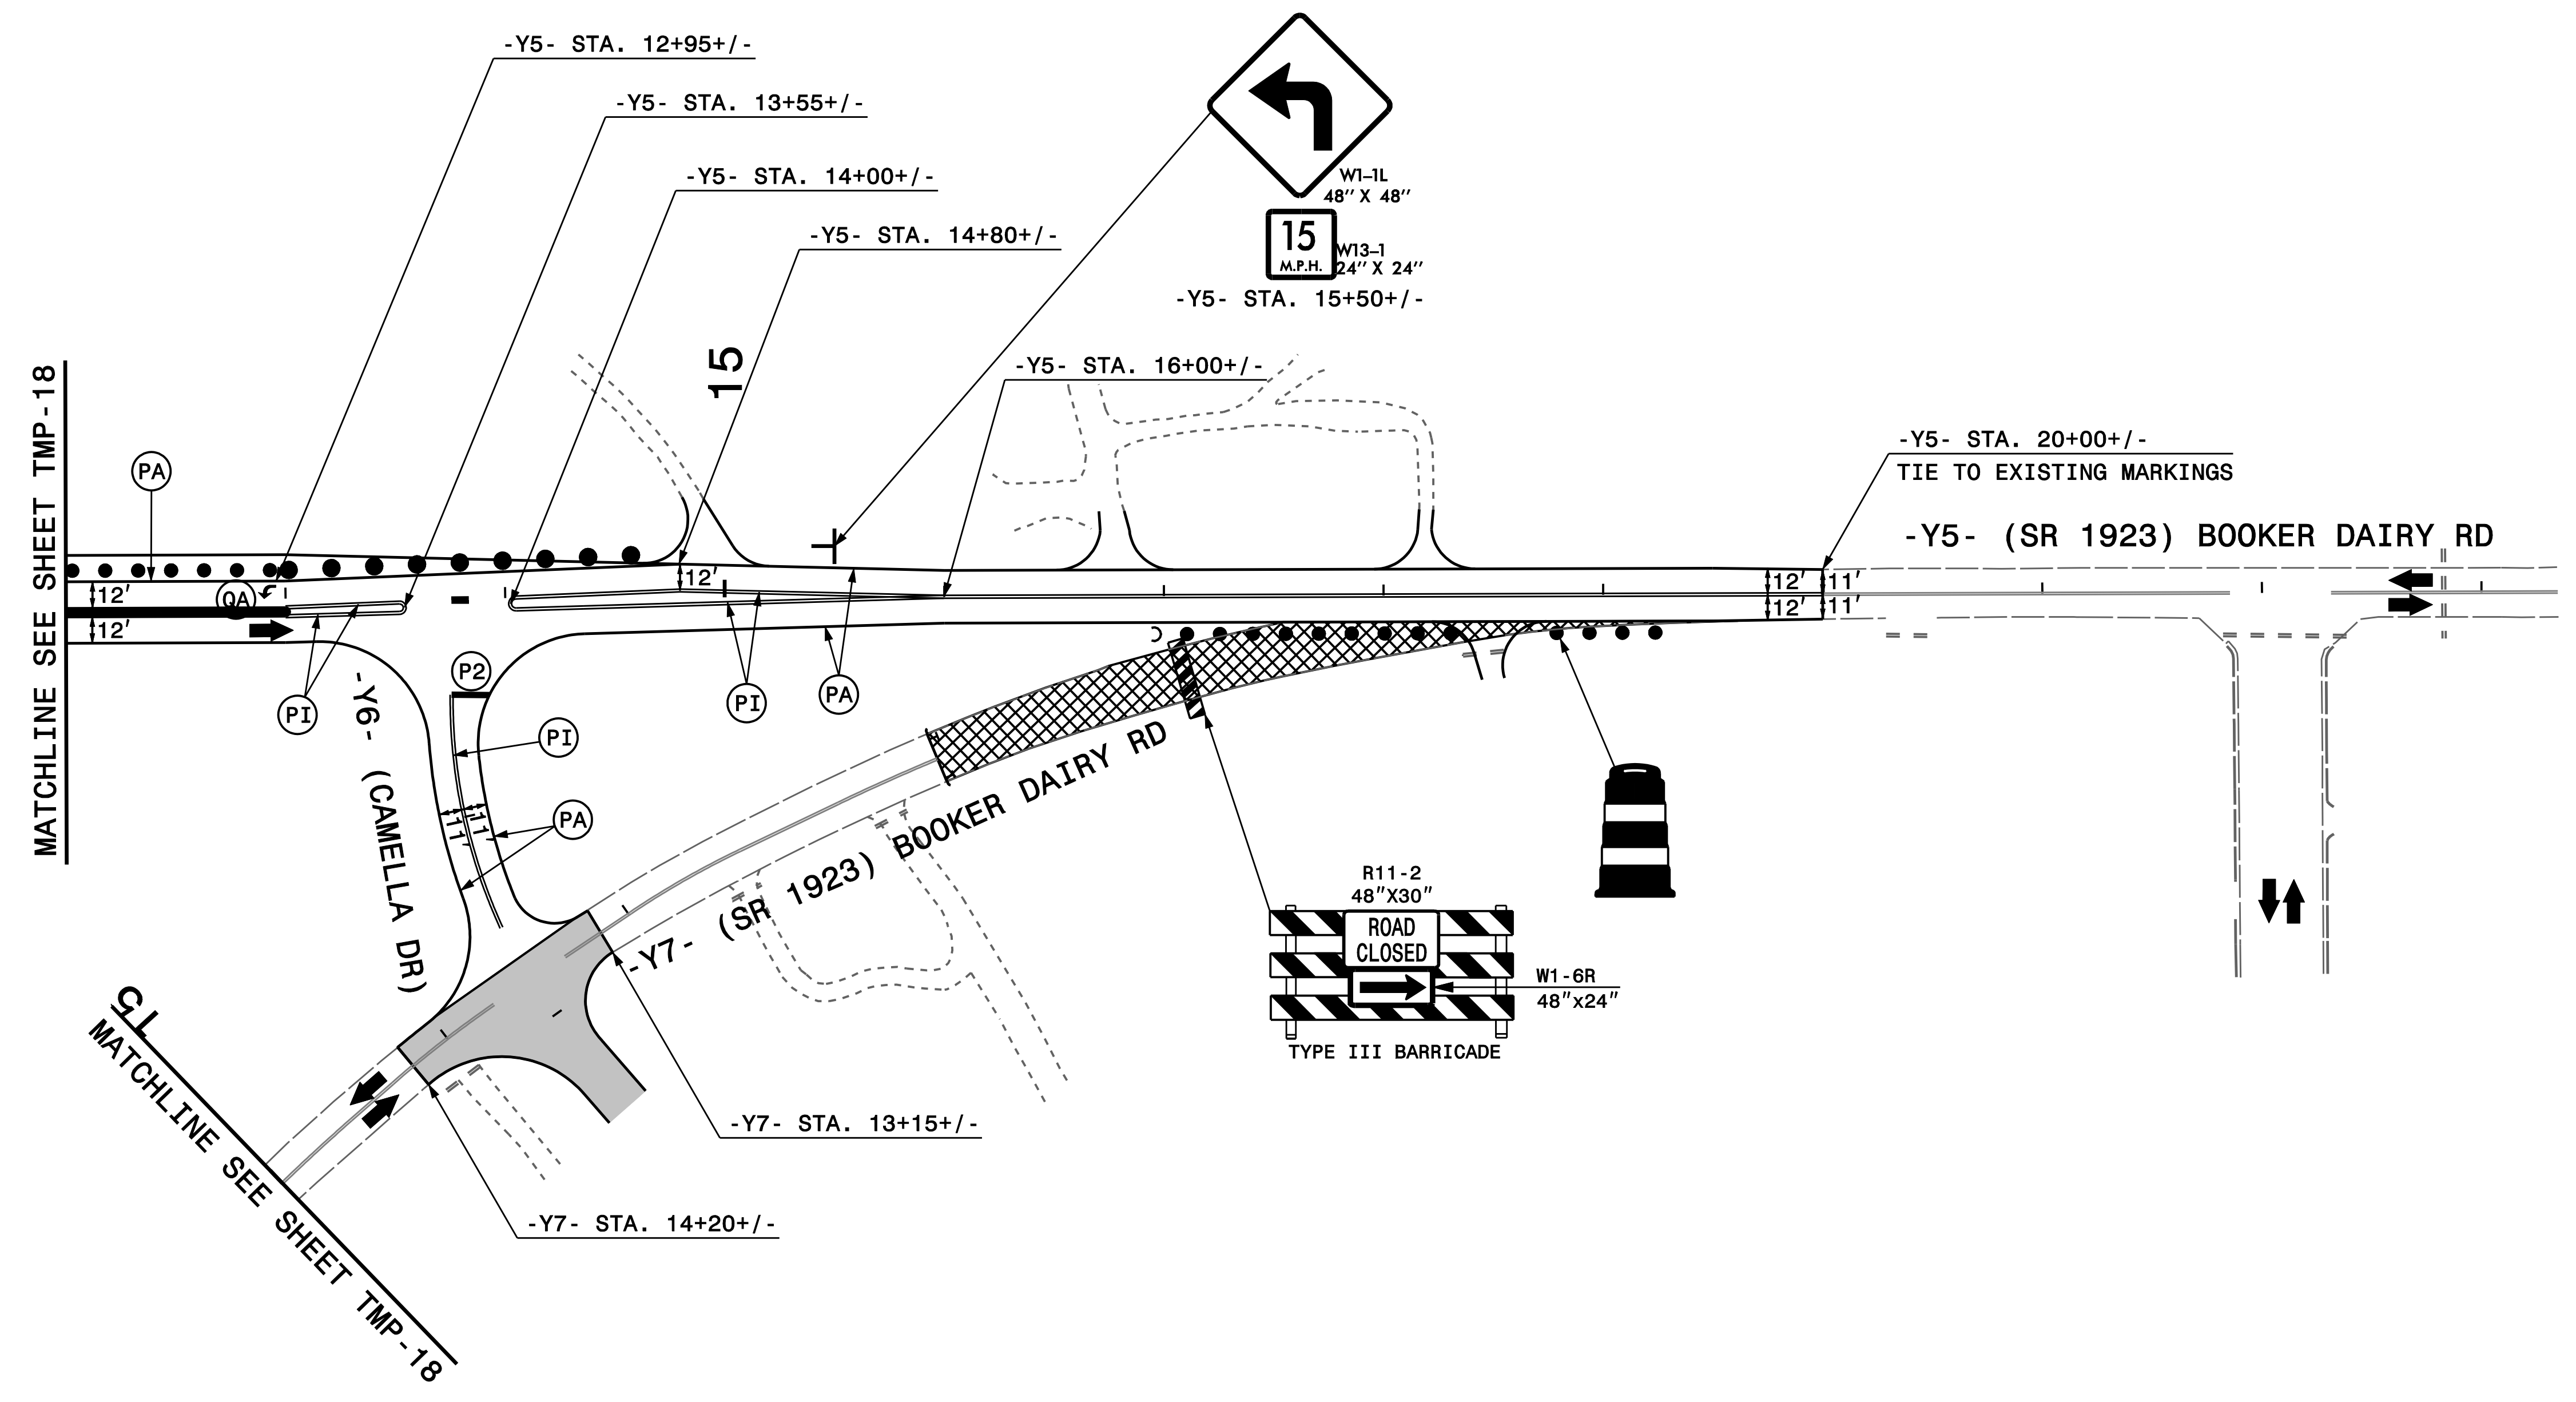 -Y5- STA. 12+95+/-
-Y5- STA. 13+55+/-
-Y5- STA. 14+00+/-
-Y5- STA. 14+80+/-
W1-1L
48" X 48"
15
M.P.H.
W13-1
24" X 24"
-Y5- STA. 15+50+/-
15
-Y5- STA. 16+00+/-
-Y5- STA. 20+00+/-
TIE TO EXISTING MARKINGS
-Y5- (SR 1923) BOOKER DAIRY RD
MATCHLINE SEE SHEET TMP-18
PA
QA
12'
12'
12'
12'
11'
12'
11'
PI
P2
PI
PA
PI
PA
11'
11'
-Y6- (CAMELLA DR)
-Y7- (SR 1923) BOOKER DAIRY RD
R11-2
48"X30"
ROAD
CLOSED
W1-6R
48"x24"
TYPE III BARRICADE
15
MATCHLINE SEE SHEET TMP-18
-Y7- STA. 13+15+/-
-Y7- STA. 14+20+/-